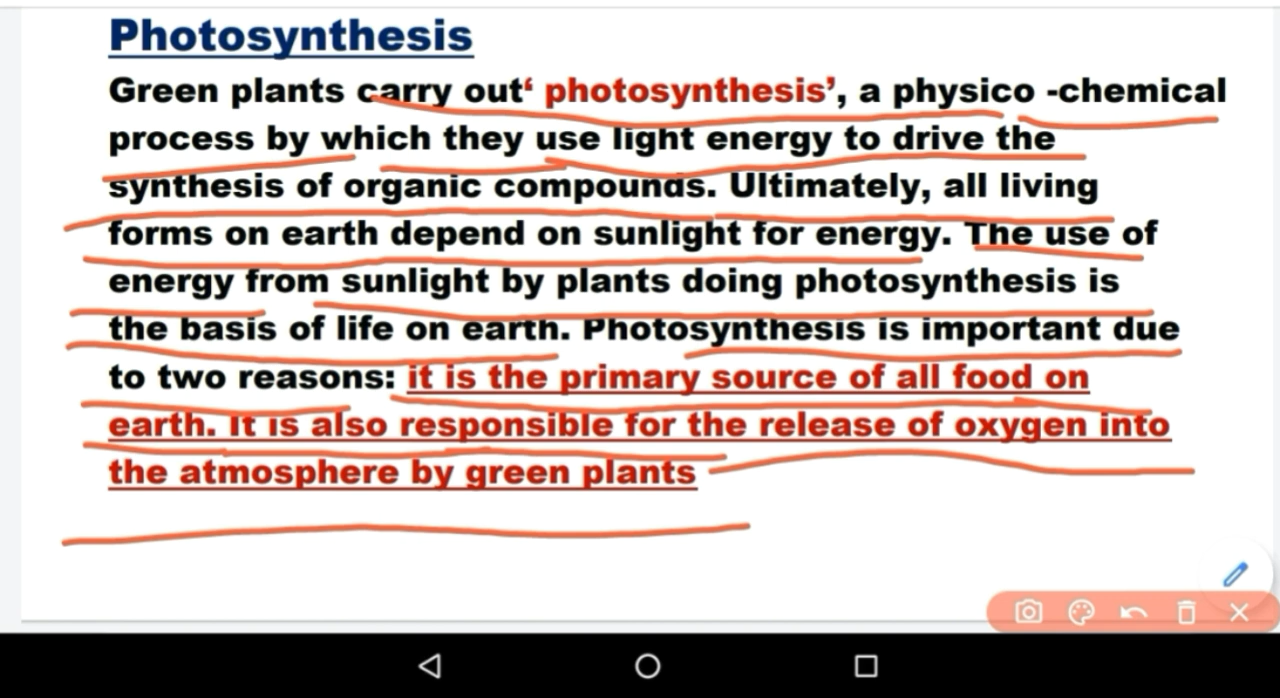 Photosynthesis
Green plants carry out‘ photosynthesis’, a physico -chemical
process by which they use light energy to drive the
synthesis of organic compounds. Ultimately, all living
forms on earth depend on sunlight for energy. The use of
energy from sunlight by plants doing photosynthesis is
the basis of life on earth. Photosynthesis is important due
to two reasons: it is the primary source of all food on
earth. It is also responsible for the release of oxygen into
the atmosphere by green plants